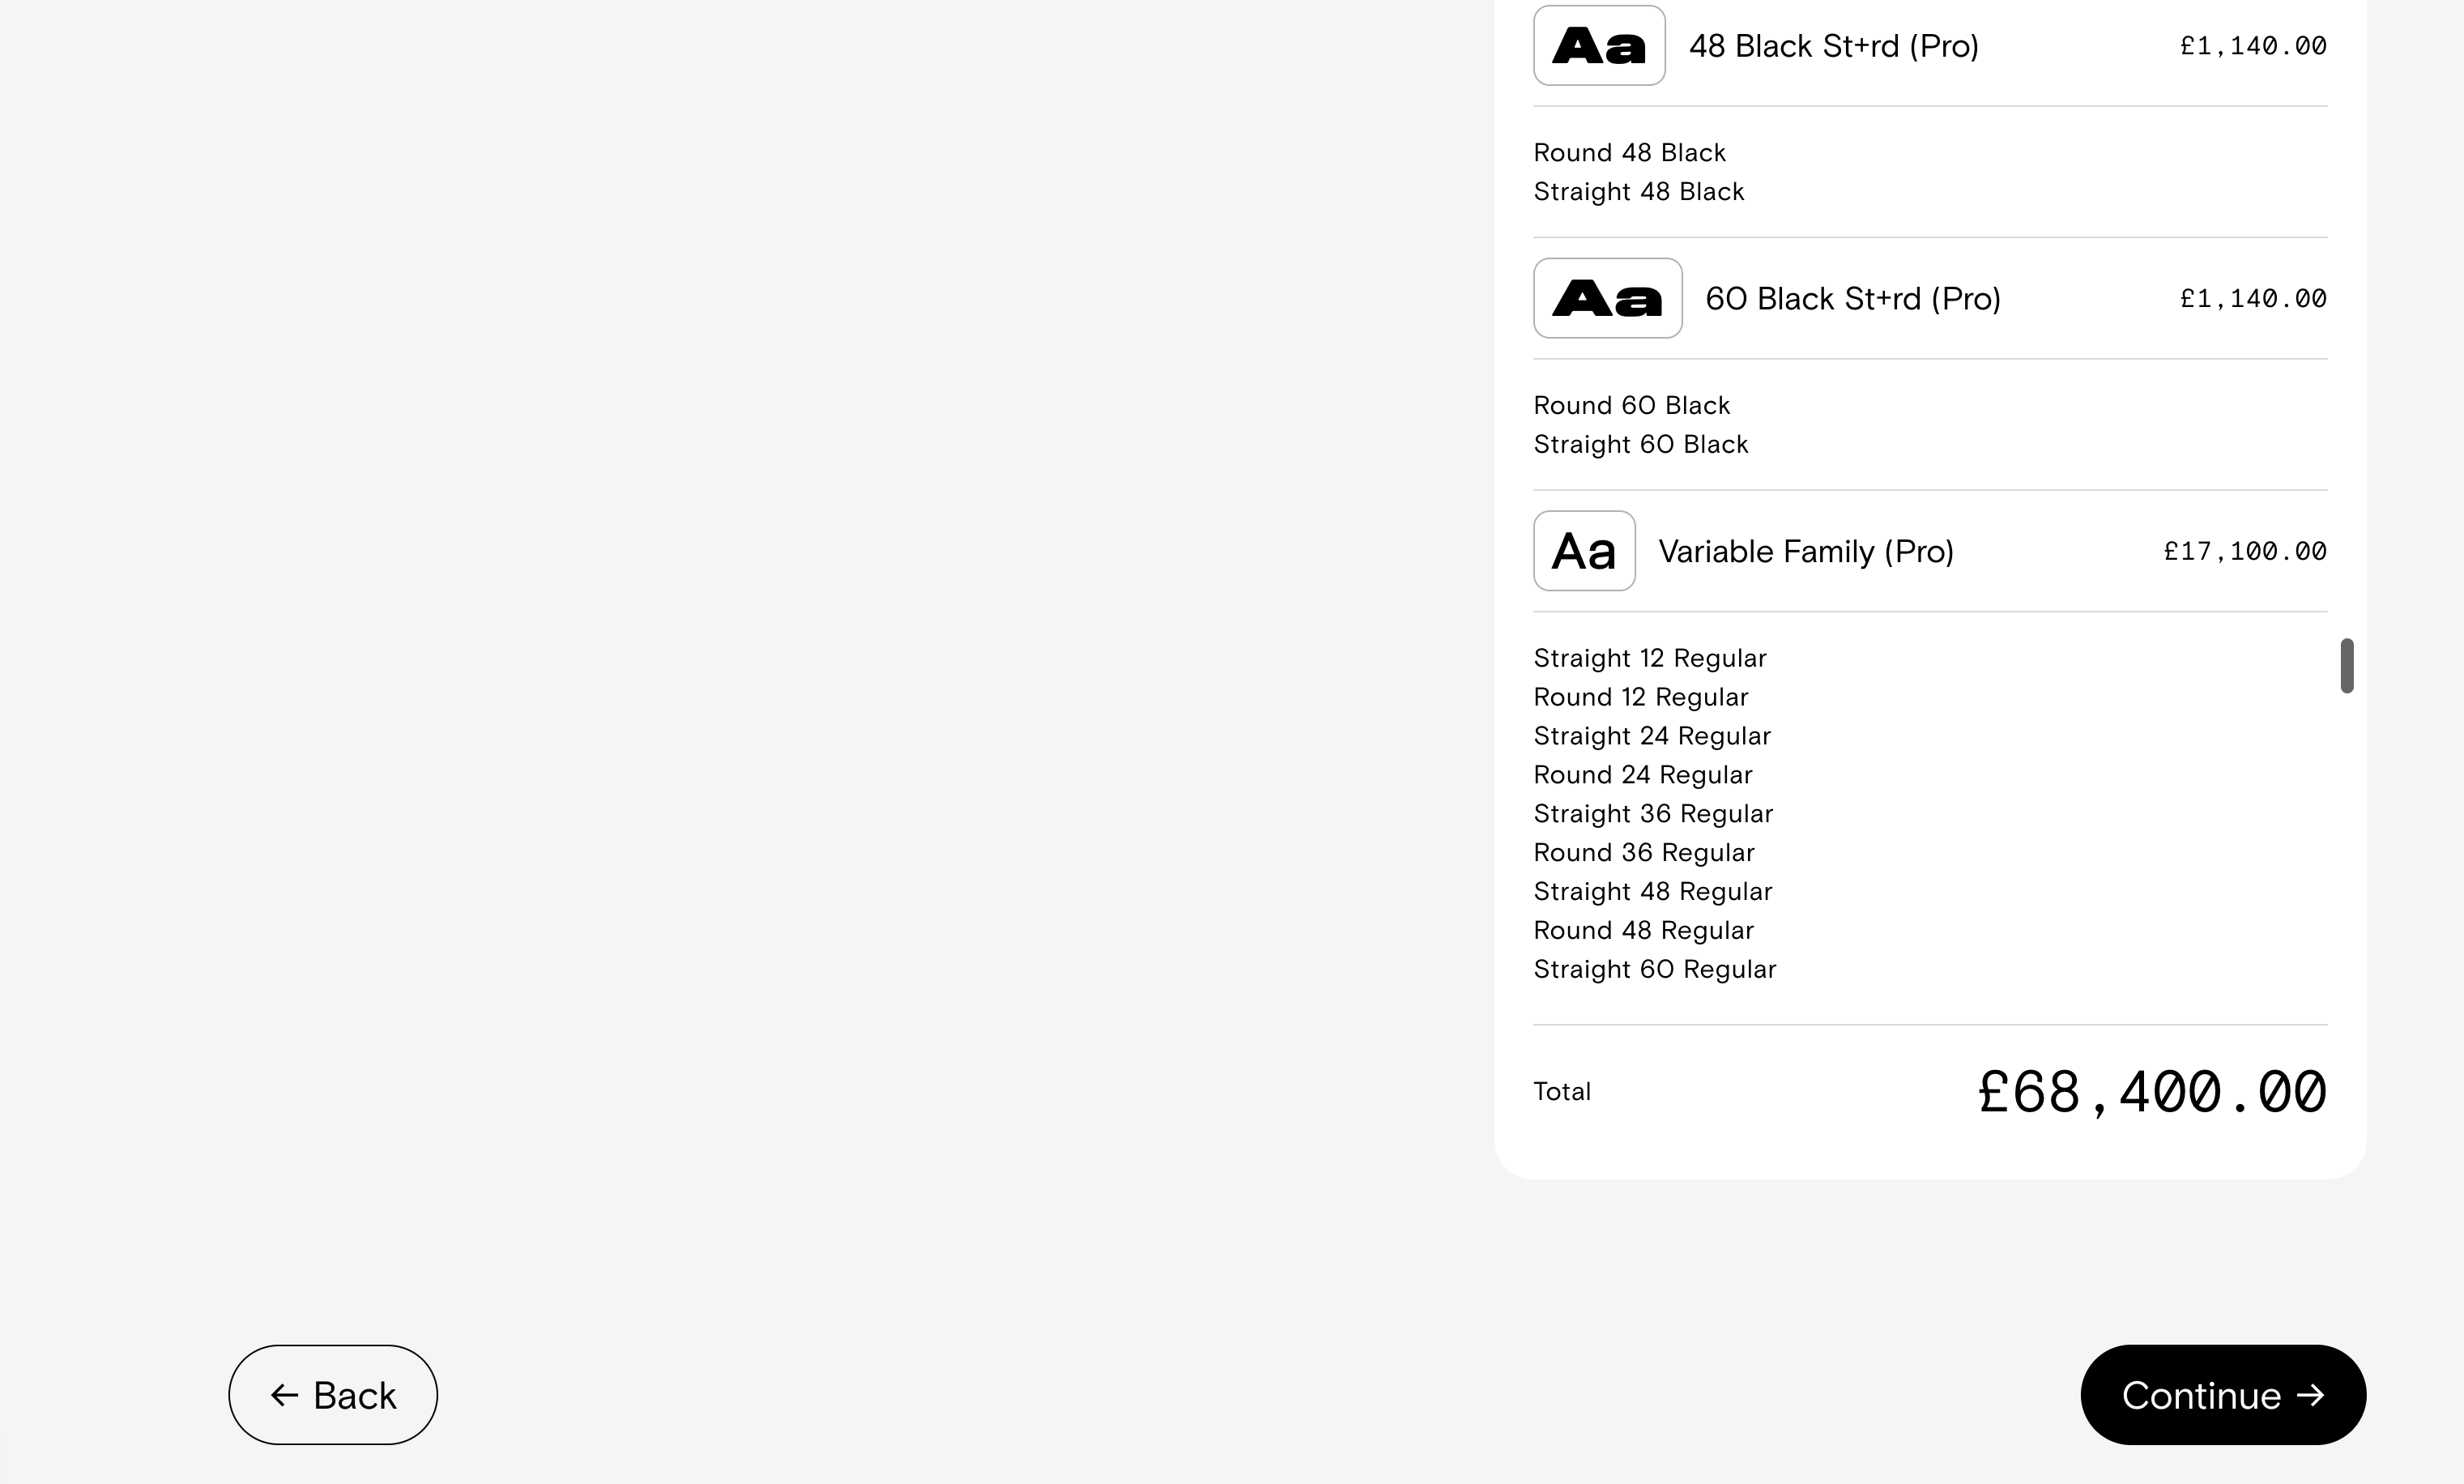 Aa 48 Black St+rd (Pro) £1,140.00
Round 48 Black
Straight 48 Black
Aa 60 Black St+rd (Pro) £1,140.00
Round 60 Black
Straight 60 Black
Aa Variable Family (Pro) £17,100.00
Straight 12 Regular
Round 12 Regular
Straight 24 Regular
Round 24 Regular
Straight 36 Regular
Round 36 Regular
Straight 48 Regular
Round 48 Regular
Straight 60 Regular
Total £68,400.00
← Back Continue →